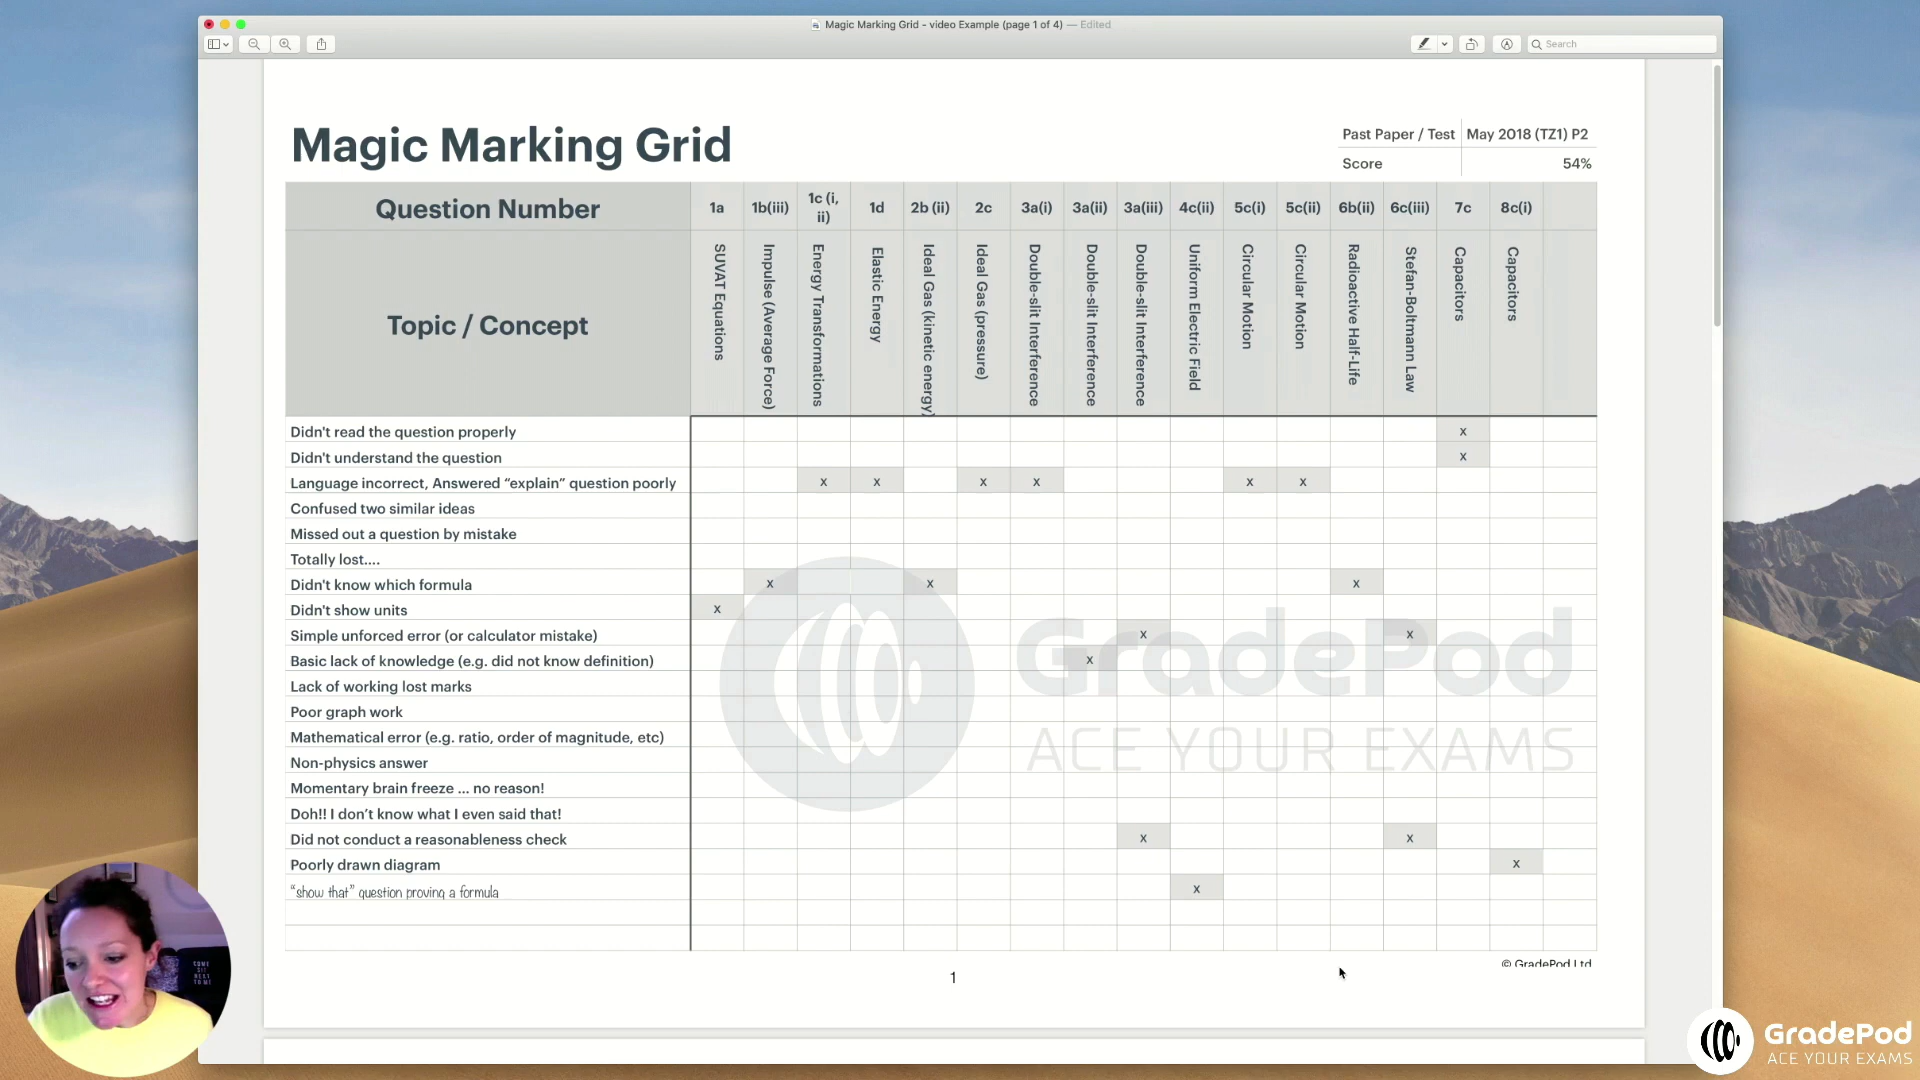 Magic Marking Grid - video Example (page 1 of 4) — Edited
Search
Magic Marking Grid
Past Paper / Test May 2018 (TZ1) P2
Score 54%
Question Number 1a 1b(iii) 1c (i, ii) 1d 2b (ii) 2c 3a(i) 3a(ii) 3a(iii) 4c(ii) 5c(i) 5c(ii) 6b(ii) 6c(iii) 7c 8c(i)
Topic / Concept
SUVAT Equations
Impulse (Average Force)
Energy Transformations
Elastic Energy
Ideal Gas (kinetic energy)
Ideal Gas (pressure)
Double-slit Interference
Double-slit Interference
Double-slit Interference
Uniform Electric Field
Circular Motion
Circular Motion
Radioactive Half-Life
Stefan-Boltmann Law
Capacitors
Capacitors
Didn't read the question properly x
Didn't understand the question x
Language incorrect, Answered “explain” question poorly x x x x x x
Confused two similar ideas
Missed out a question by mistake
Totally lost....
Didn't know which formula x x x
Didn't show units x
Simple unforced error (or calculator mistake) x x
Basic lack of knowledge (e.g. did not know definition) x
Lack of working lost marks
Poor graph work
Mathematical error (e.g. ratio, order of magnitude, etc)
Non-physics answer
Momentary brain freeze ... no reason!
Doh!! I don’t know what I even said that!
Did not conduct a reasonableness check x x
Poorly drawn diagram x
“show that” question proving a formula x
GradePod
ACE YOUR EXAMS
© GradePod Ltd
1
COME
SIT
NEXT
TO ME
GradePod
ACE YOUR EXAMS